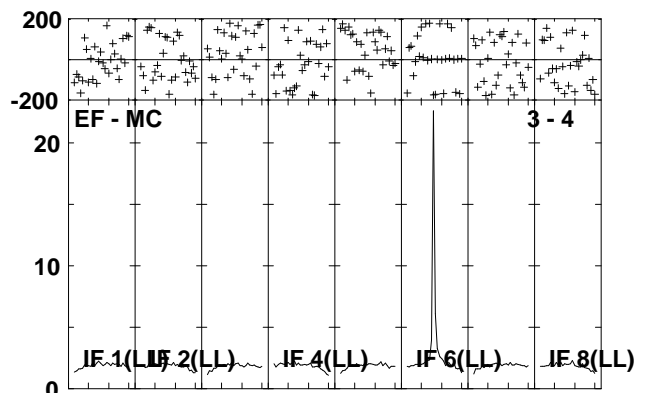 200
-200
EF - MC 3 - 4
20
10
IF 1(LL) IF 2(LL) IF 4(LL) IF 6(LL) IF 8(LL)
0